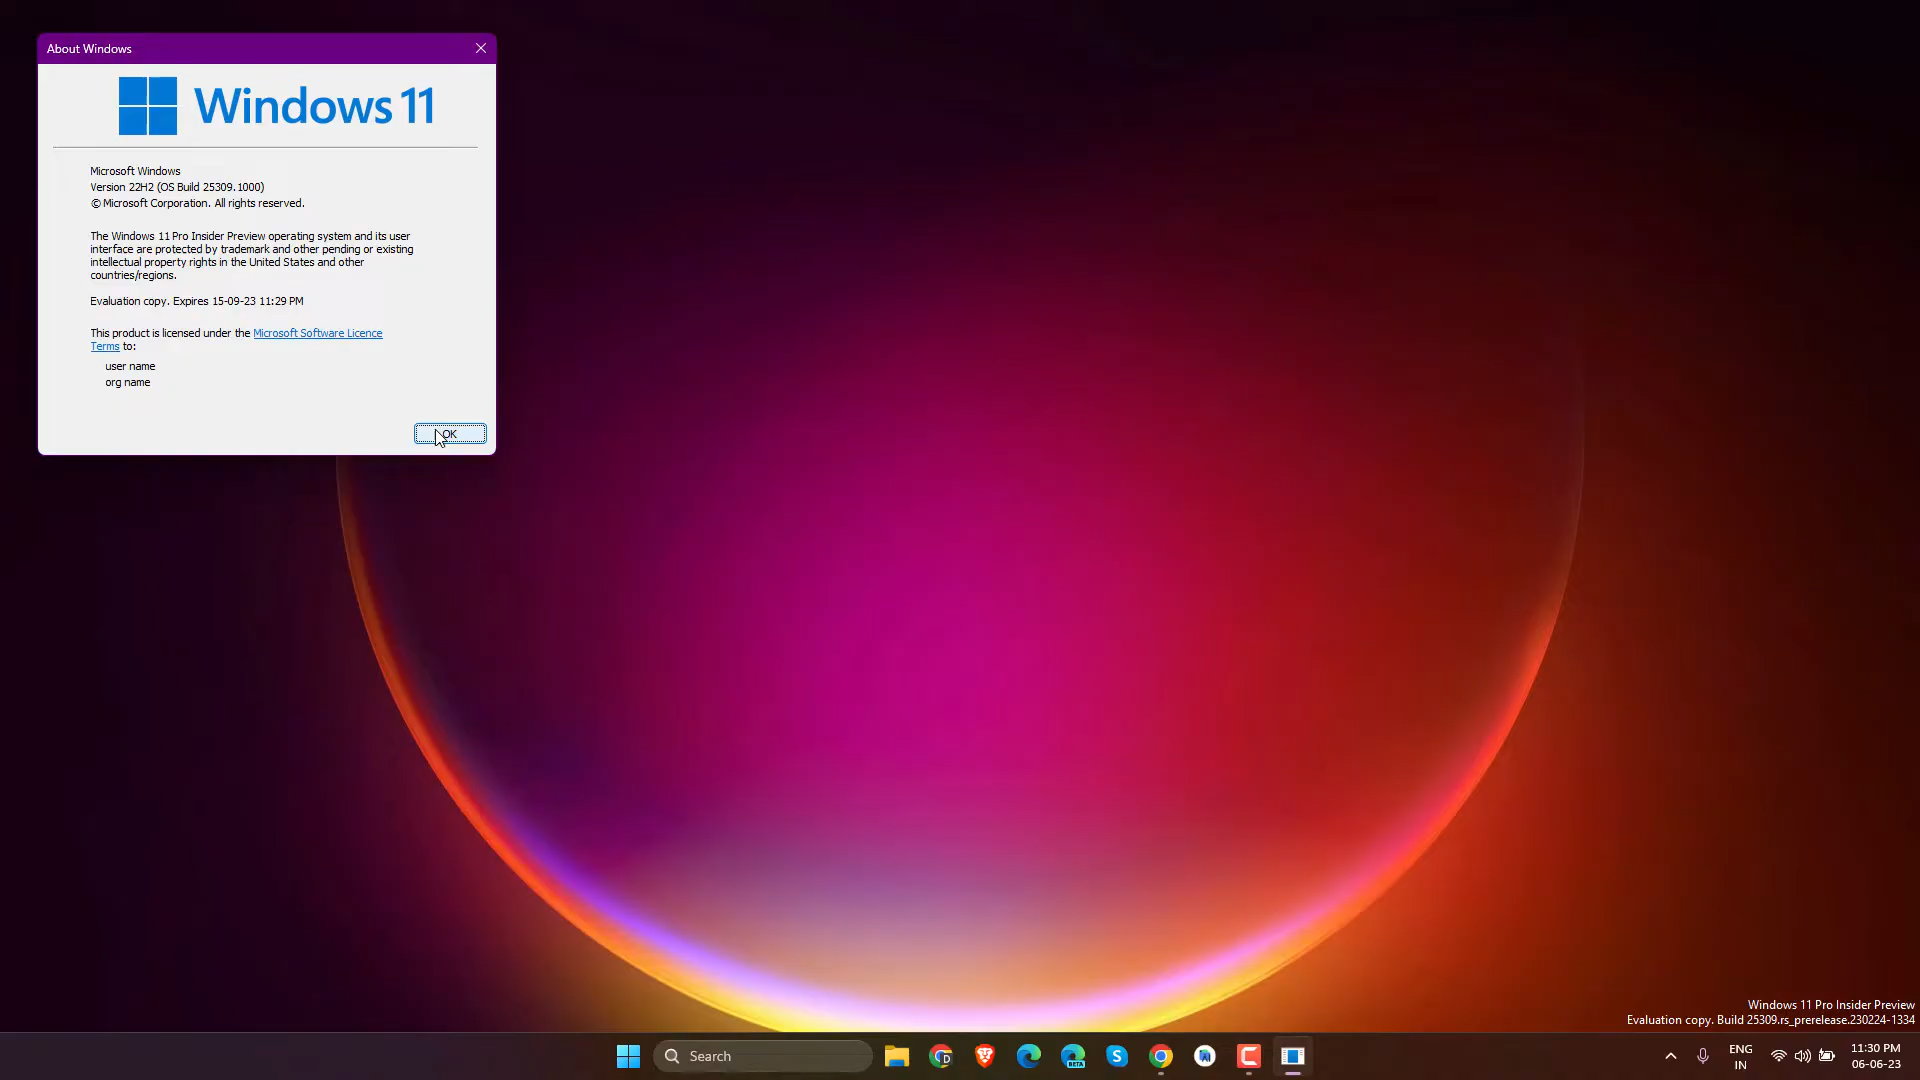 About Windows
Windows 11
Microsoft Windows
Version 22H2 (OS Build 25309.1000)
© Microsoft Corporation. All rights reserved.
The Windows 11 Pro Insider Preview operating system and its user
interface are protected by trademark and other pending or existing
intellectual property rights in the United States and other
countries/regions.
Evaluation copy. Expires 15-09-23 11:29 PM
This product is licensed under the Microsoft Software Licence
Terms to:
user name
org name
OK
Windows 11 Pro Insider Preview
Evaluation copy. Build 25309.rs_prerelease.230224-1334
Search
D
BETA
S
ENG
IN
11:30 PM
06-06-23